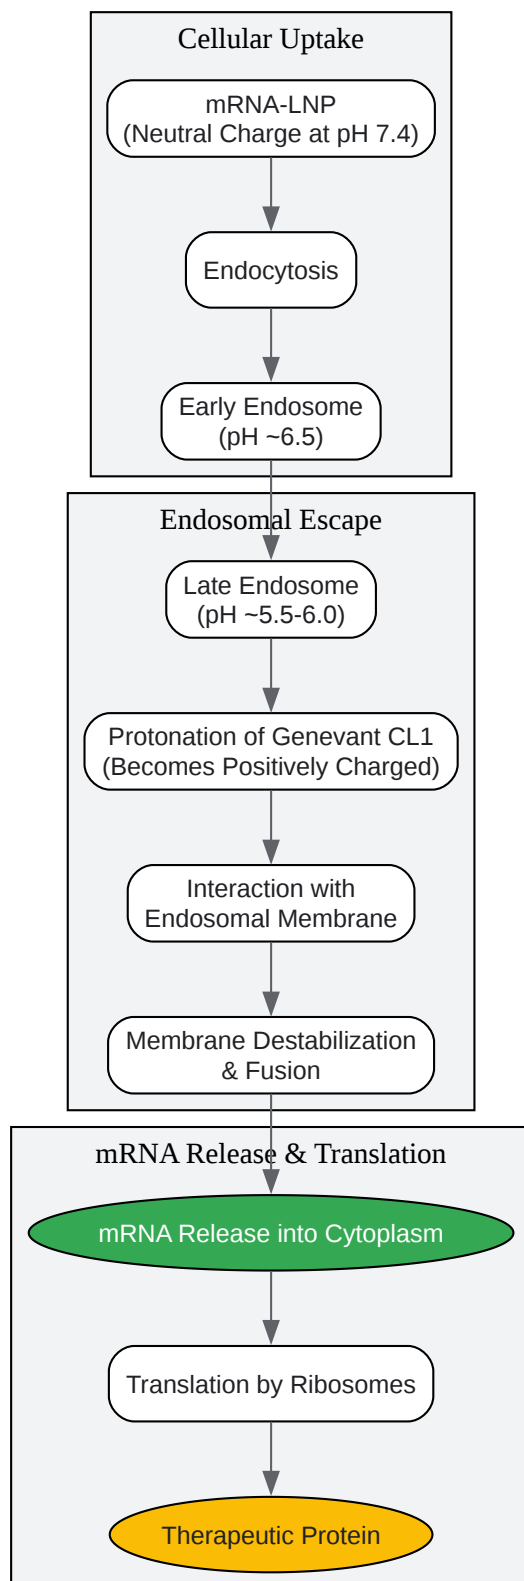 Cellular Uptake
mRNA-LNP
(Neutral Charge at pH 7.4)
Endocytosis
Early Endosome
(pH ~6.5)
Endosomal Escape
Late Endosome
(pH ~5.5-6.0)
Protonation of Genevant CL1
(Becomes Positively Charged)
Interaction with
Endosomal Membrane
Membrane Destabilization
& Fusion
mRNA Release & Translation
mRNA Release into Cytoplasm
Translation by Ribosomes
Therapeutic Protein